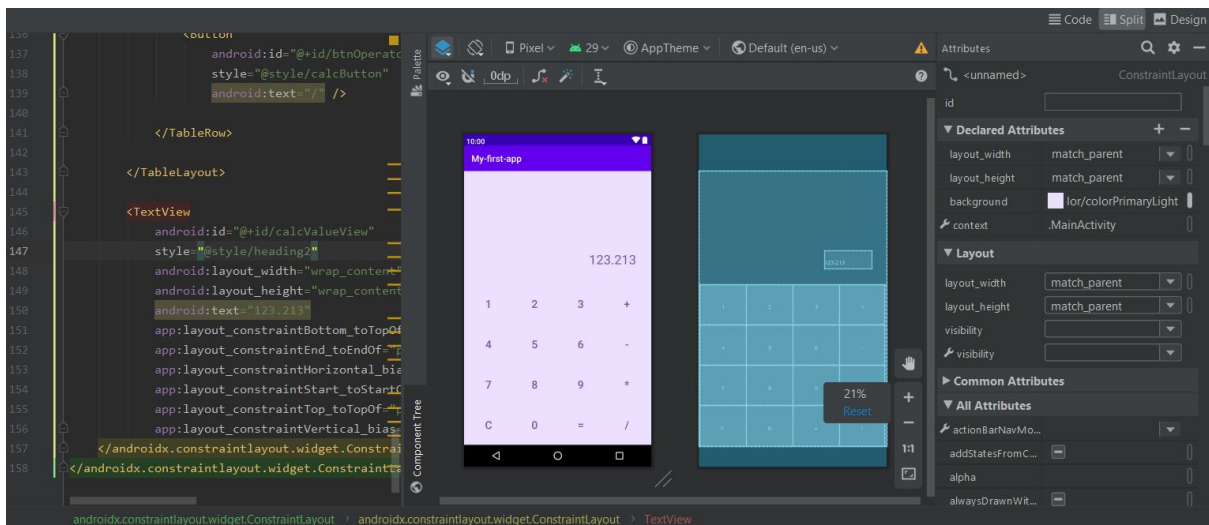 Code Split Design
136 <Button
137 android:id="@+id/btnOperato
138 style="@style/calcButton"
139 android:text="/" />
140
141 </TableRow>
142
143 </TableLayout>
144
145 <TextView
146 android:id="@+id/calcValueView"
147 style="@style/heading2"
148 android:layout_width="wrap_content"
149 android:layout_height="wrap_content
150 android:text="123.213"
151 app:layout_constraintBottom_toTopOf
152 app:layout_constraintEnd_toEndOf="p
153 app:layout_constraintHorizontal_bia
154 app:layout_constraintStart_toStartO
155 app:layout_constraintTop_toTopOf="p
156 app:layout_constraintVertical_bias=
157 </androidx.constraintlayout.widget.Constrai
158 </androidx.constraintlayout.widget.ConstraintLa
Palette
Component Tree
Pixel 29 AppTheme Default (en-us)
0dp
10:00
My-first-app
123.213
1 2 3 +
4 5 6 -
7 8 9 *
C 0 = /
123.213
21%
Reset
1:1
Attributes
<unnamed> ConstraintLayout
id
Declared Attributes
layout_width match_parent
layout_height match_parent
background lor/colorPrimaryLight
context .MainActivity
Layout
layout_width match_parent
layout_height match_parent
visibility
visibility
Common Attributes
All Attributes
actionBarNavMo...
addStatesFromC...
alpha
alwaysDrawnWit...
androidx.constraintlayout.widget.ConstraintLayout › androidx.constraintlayout.widget.ConstraintLayout › TextView